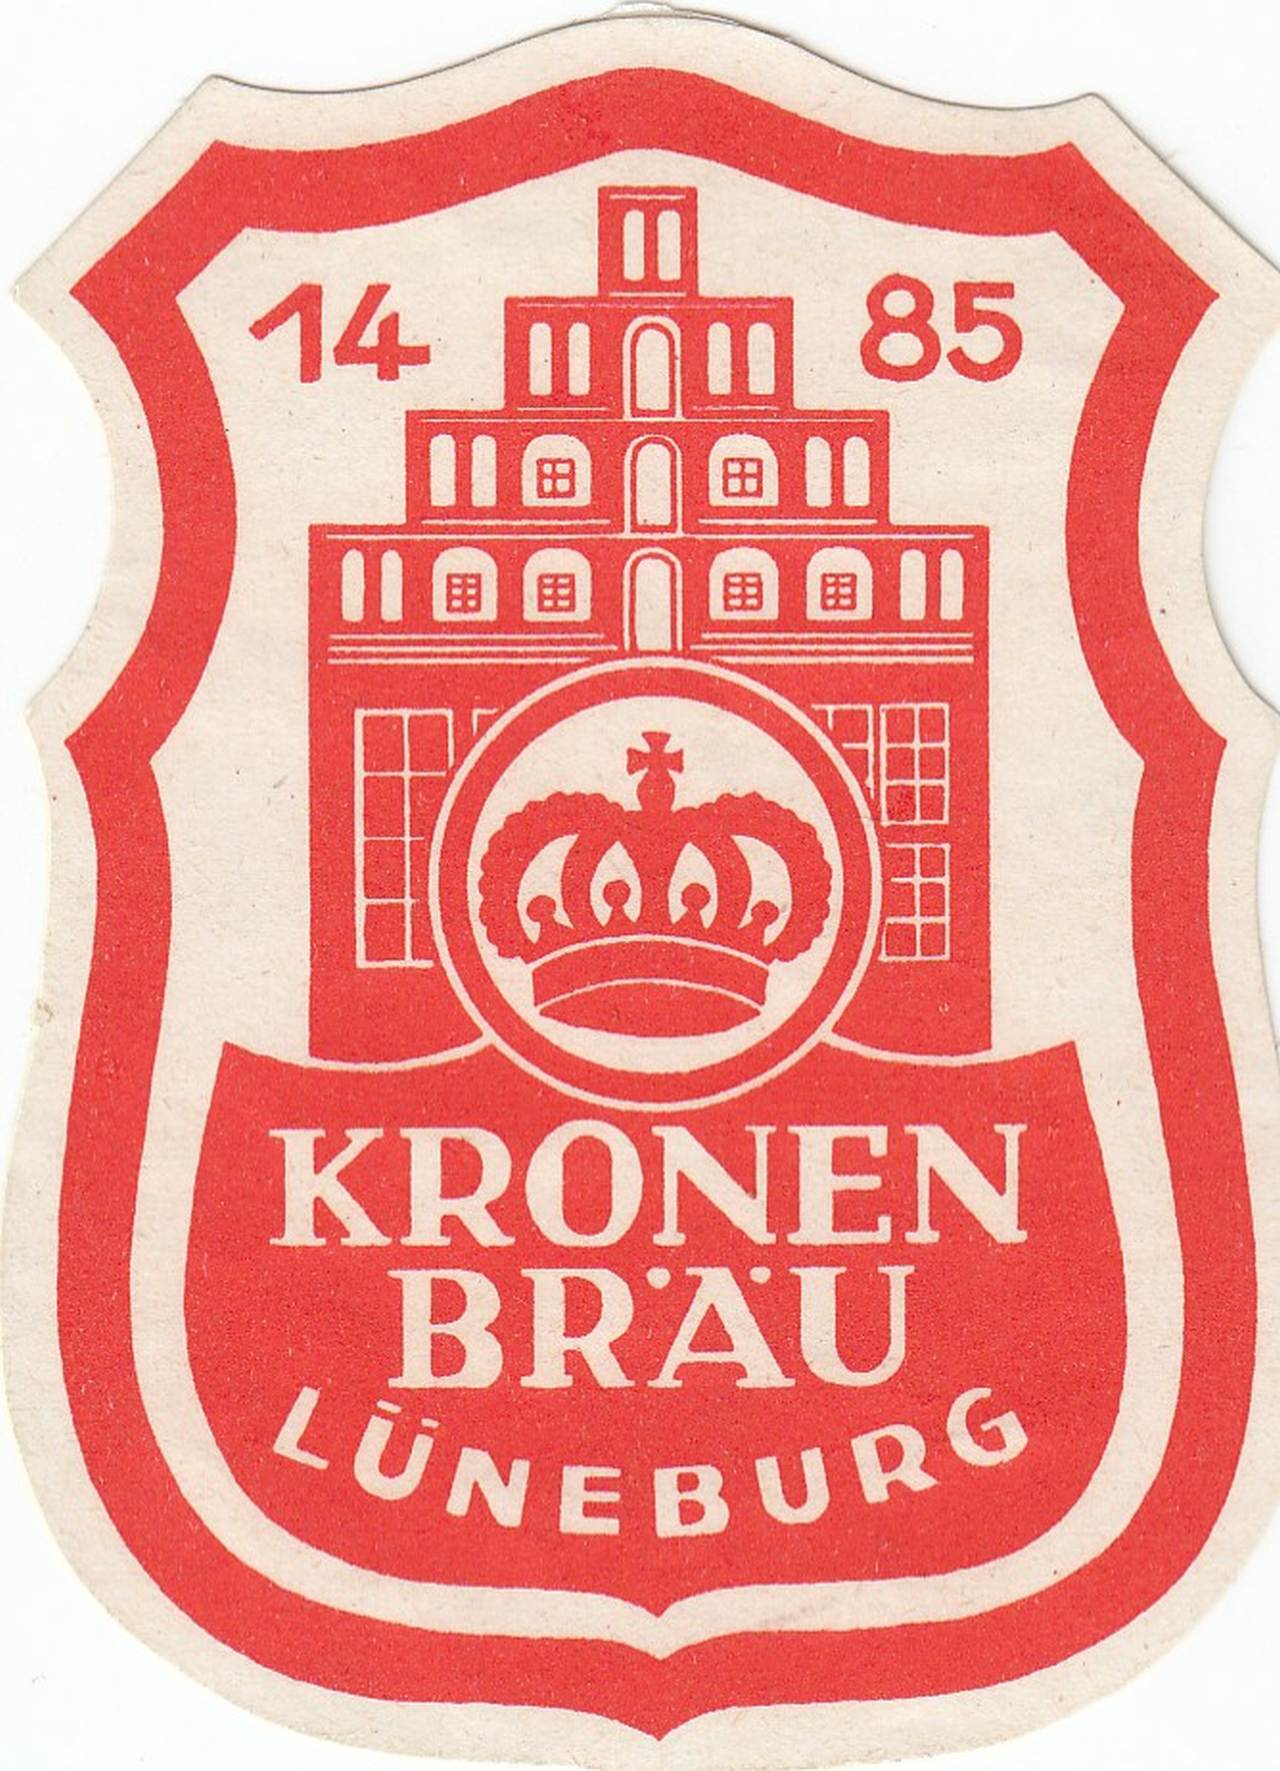 14 85
KRONEN
BRÄU
LÜNEBURG